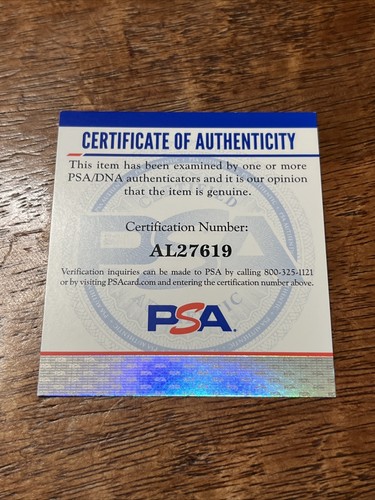 CERTIFICATE OF AUTHENTICITY
This item has been examined by one or more
PSA/DNA authenticators and it is our opinion
that the item is genuine.
Certification Number:
AL27619
Verification inquiries can be made to PSA by calling 800-325-1121
or by visiting PSAcard.com and entering the certification number above.
PSA